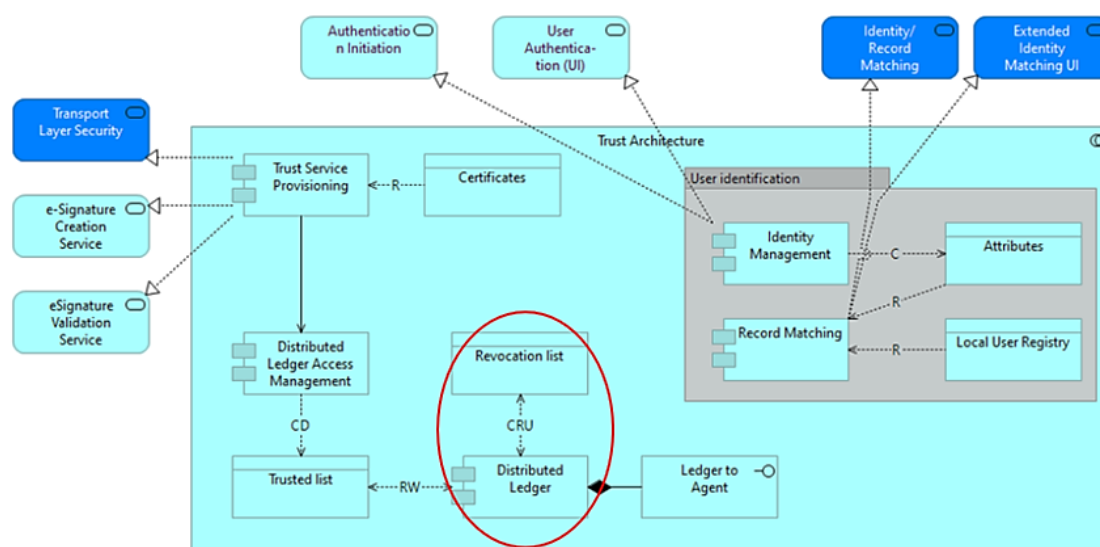 Authenticatio
n Initiation
User
Authentica-
tion (UI)
Identity/
Record
Matching
Extended
Identity
Matching UI
Transport
Layer Security
Trust Architecture
Trust Service
Provisioning
R
Certificates
User identification
e-Signature
Creation
Service
Identity
Management
C
Attributes
R
eSignature
Validation
Service
Distributed
Ledger Access
Management
Revocation list
Record Matching
R
Local User Registry
CD
CRU
Trusted list
RW
Distributed
Ledger
Ledger to
Agent